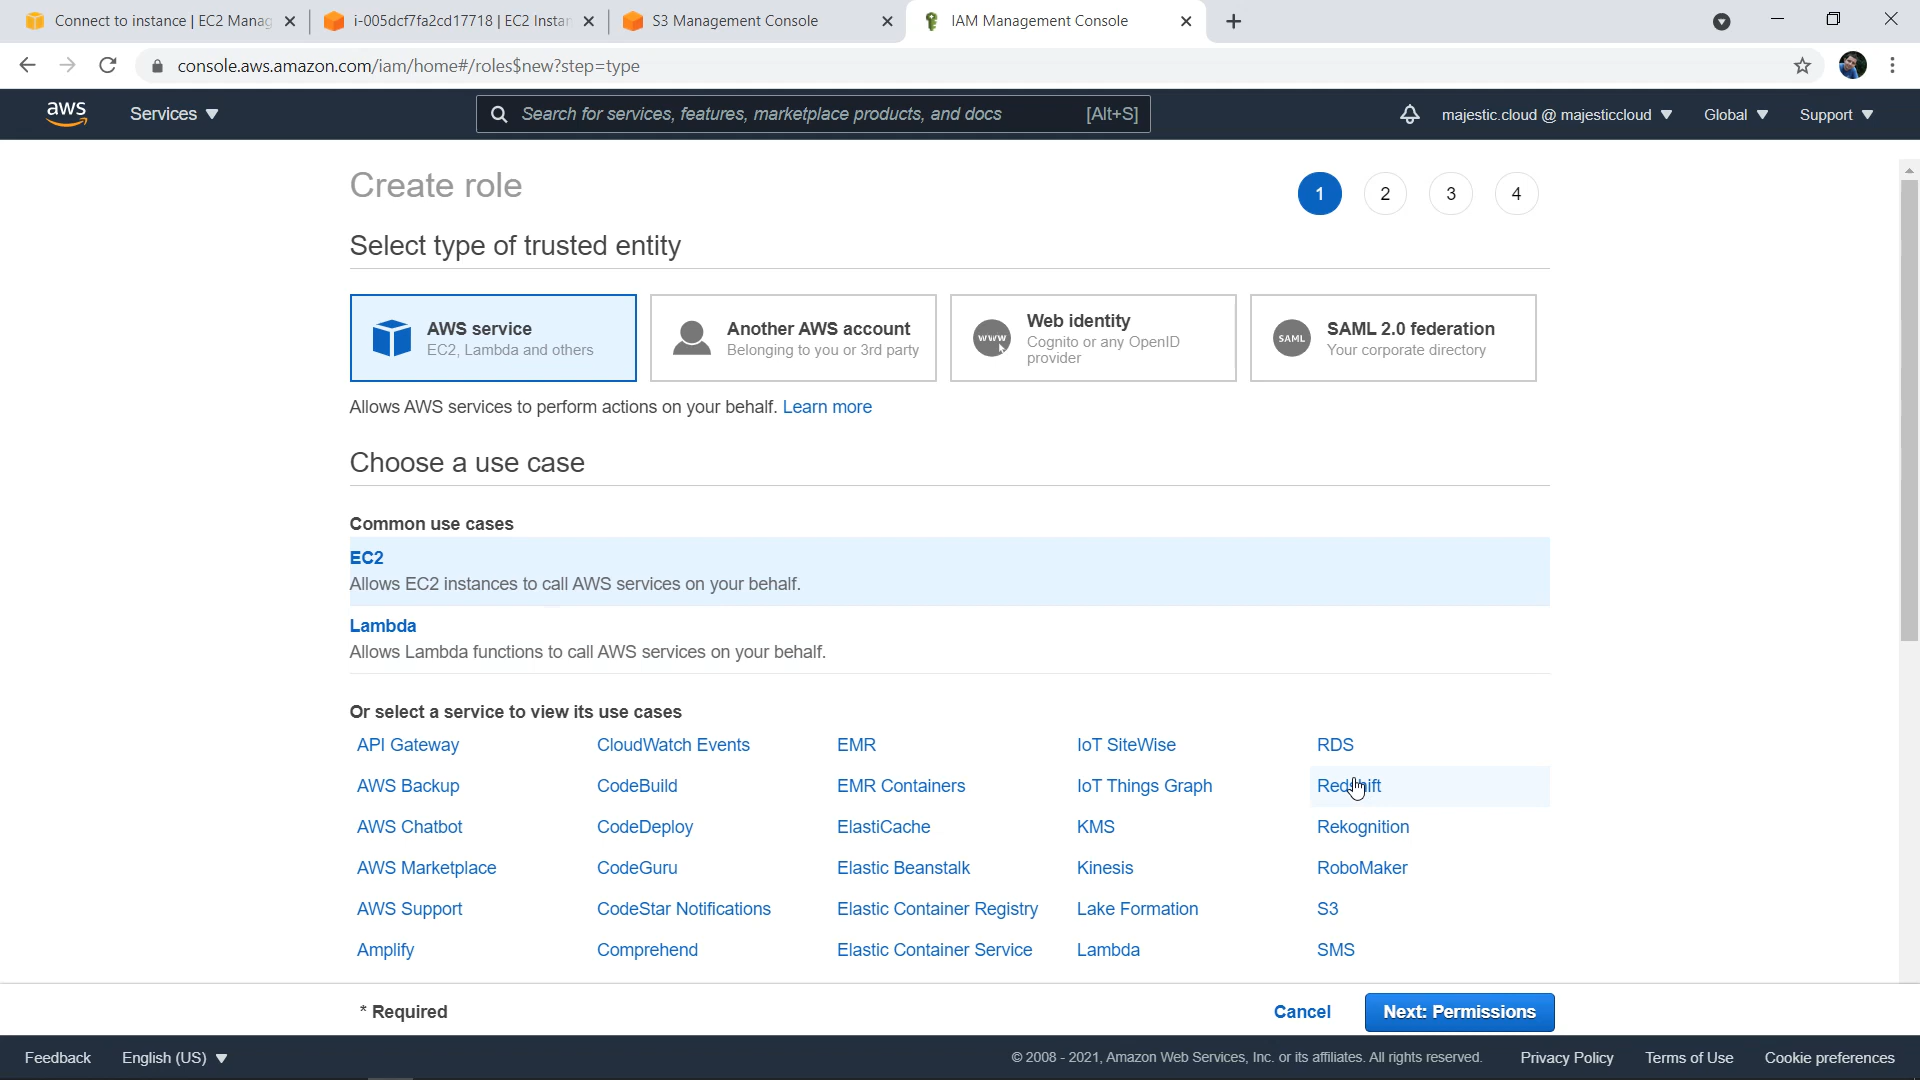 Connect to instance | EC2 Manag
i-005dcf7fa2cd17718 | EC2 Instan
S3 Management Console
IAM Management Console
console.aws.amazon.com/iam/home#/roles$new?step=type
aws
Services
Search for services, features, marketplace products, and docs [Alt+S]
majestic.cloud @ majesticcloud
Global
Support
Create role
1 2 3 4
Select type of trusted entity
AWS service
EC2, Lambda and others
Another AWS account
Belonging to you or 3rd party
www
Web identity
Cognito or any OpenID
provider
SAML
SAML 2.0 federation
Your corporate directory
Allows AWS services to perform actions on your behalf. Learn more
Choose a use case
Common use cases
EC2
Allows EC2 instances to call AWS services on your behalf.
Lambda
Allows Lambda functions to call AWS services on your behalf.
Or select a service to view its use cases
API Gateway CloudWatch Events EMR IoT SiteWise RDS
AWS Backup CodeBuild EMR Containers IoT Things Graph Redshift
AWS Chatbot CodeDeploy ElastiCache KMS Rekognition
AWS Marketplace CodeGuru Elastic Beanstalk Kinesis RoboMaker
AWS Support CodeStar Notifications Elastic Container Registry Lake Formation S3
Amplify Comprehend Elastic Container Service Lambda SMS
* Required
Cancel
Next: Permissions
Feedback
English (US)
© 2008 - 2021, Amazon Web Services, Inc. or its affiliates. All rights reserved.
Privacy Policy
Terms of Use
Cookie preferences